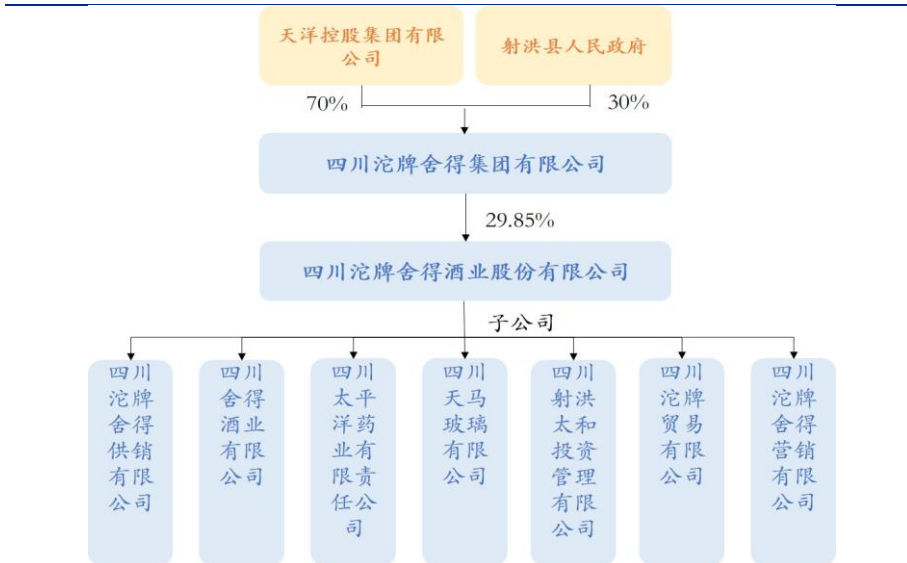 天洋控股集团有限
公司
射洪县人民政府
70%
30%
四川沱牌舍得集团有限公司
29.85%
四川沱牌舍得酒业股份有限公司
子公司
四川
沱牌
舍得
供销
有限
公司
四川
舍得
酒业
有限
公司
四川
太平
洋药
业有
限责
任公
司
四川
天马
玻璃
有限
公司
四川
射洪
太和
投资
管理
有限
公司
四川
沱牌
贸易
有限
公司
四川
沱牌
舍得
营销
有限
公司